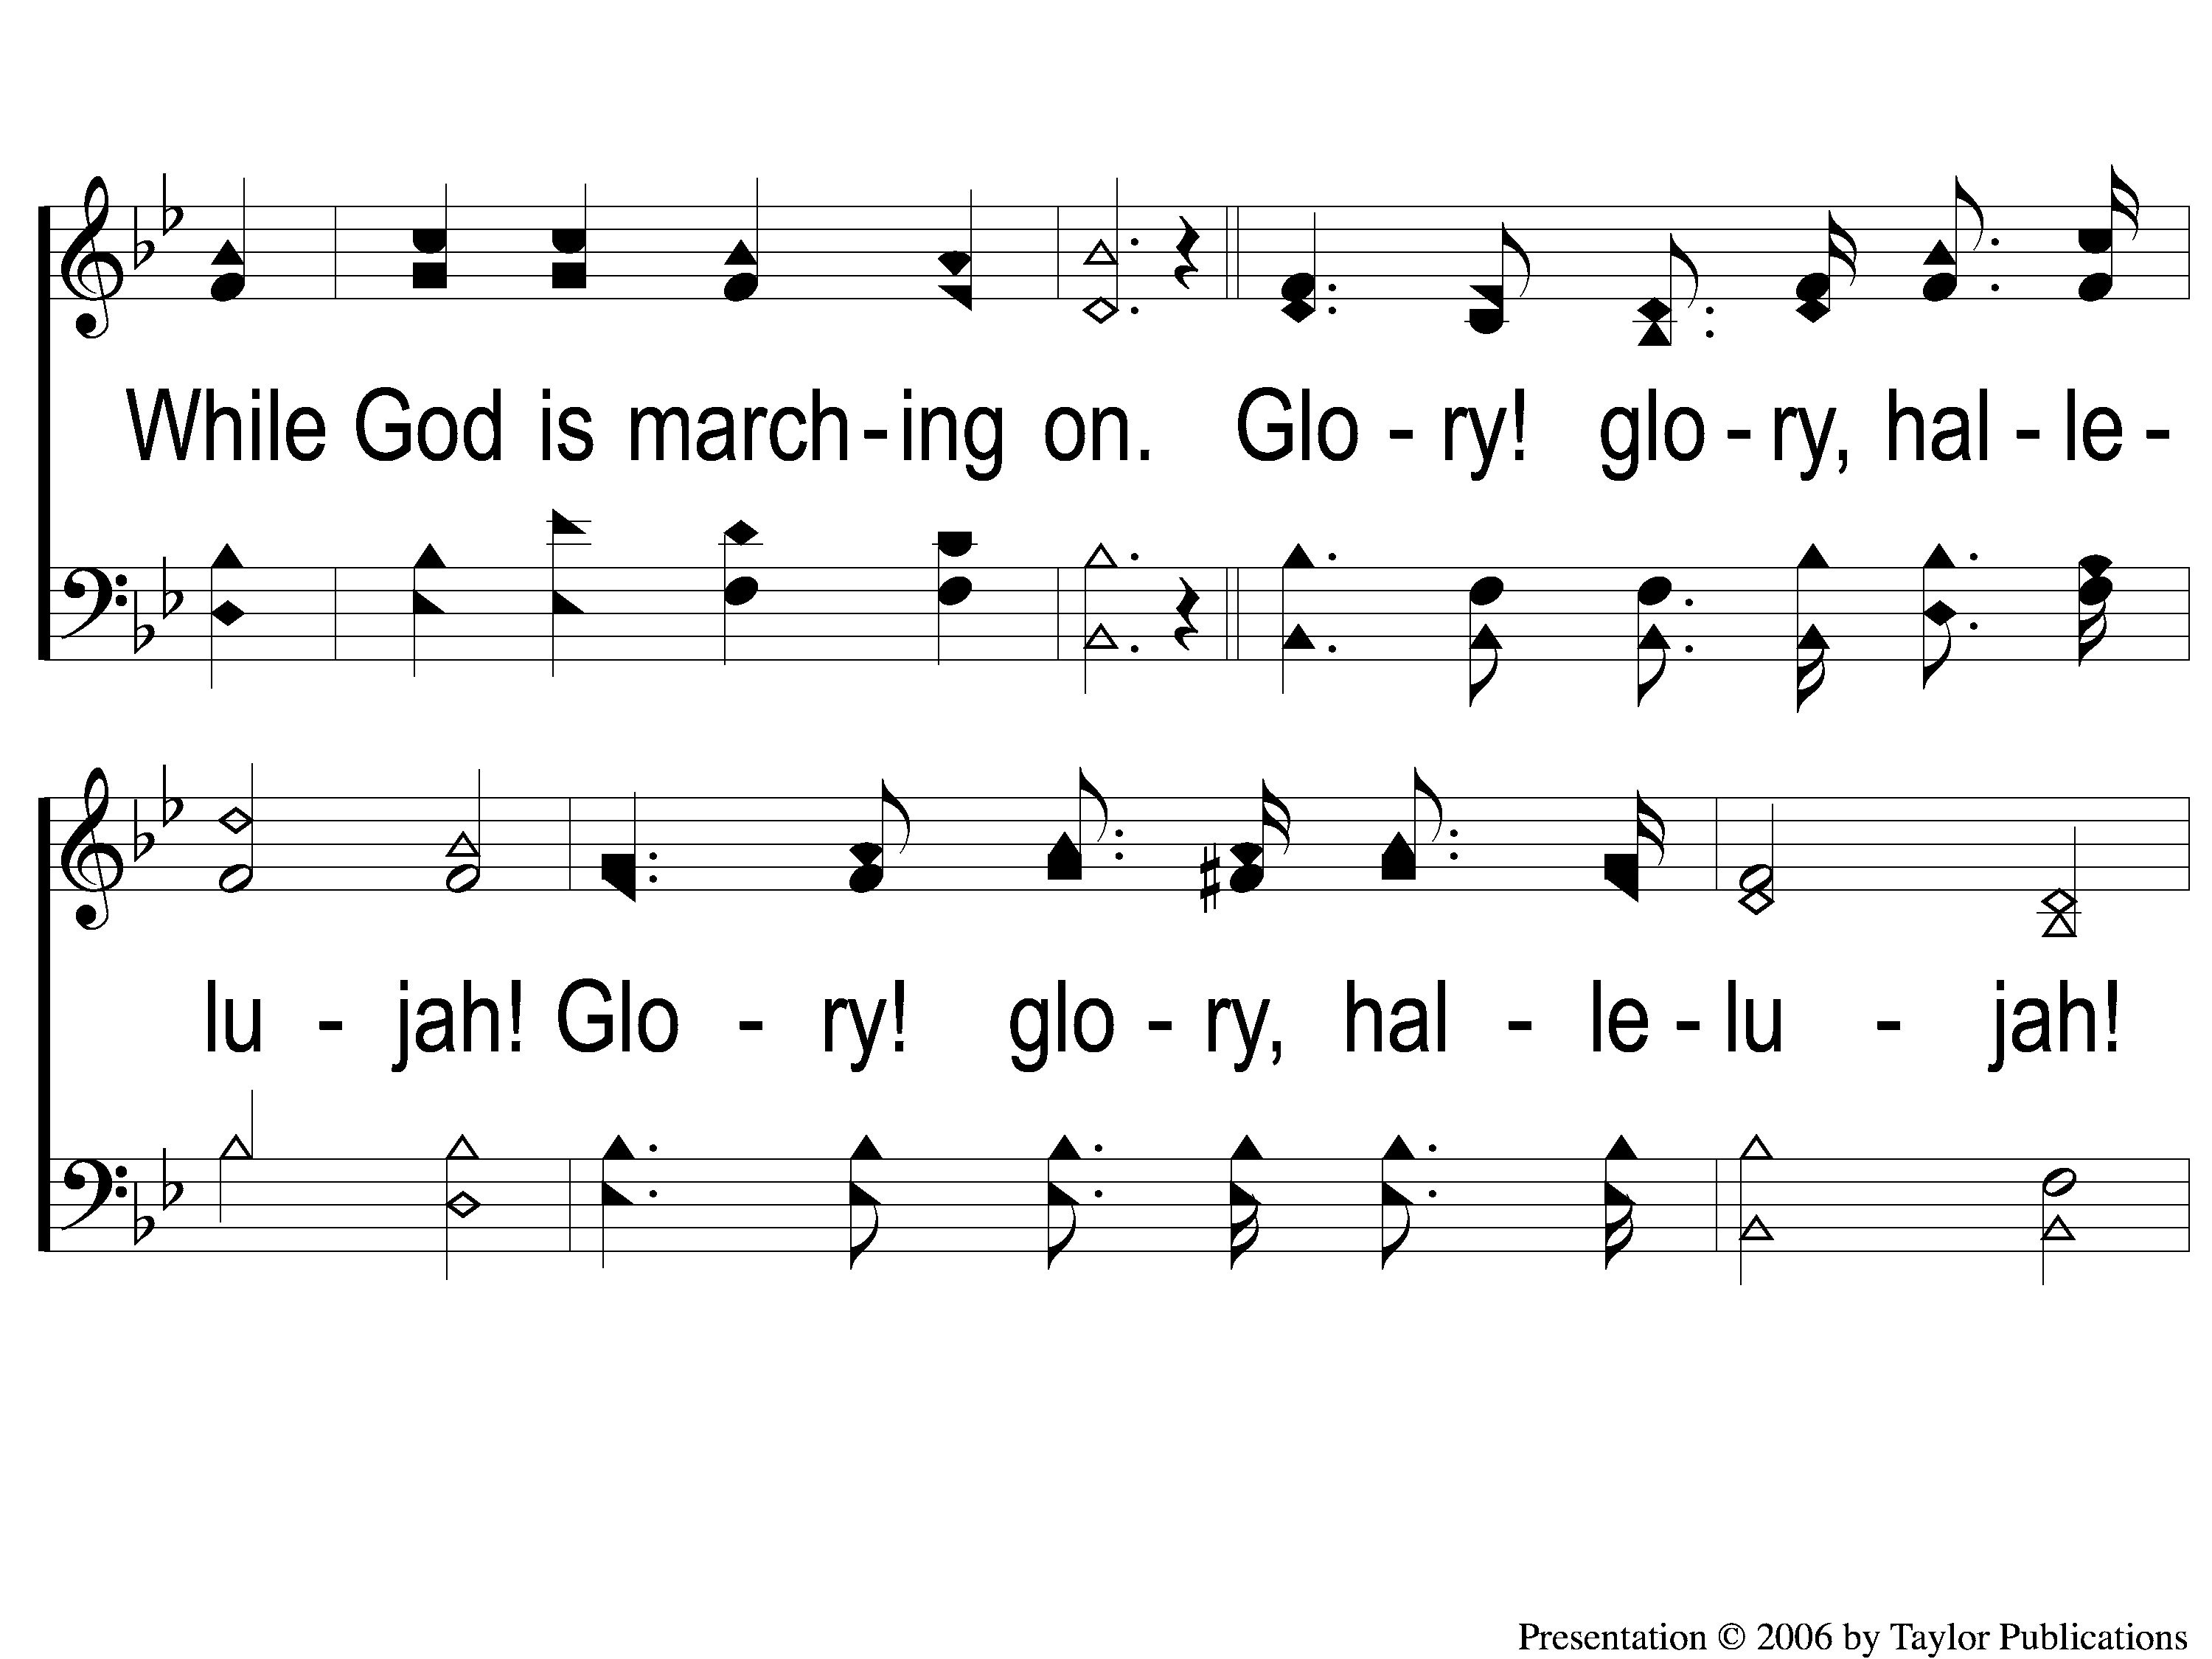 While God is march - ing on. Glo - ry! glo - ry, hal - le -
lu - jah! Glo - ry! glo - ry, hal - le - lu - jah!
Presentation © 2006 by Taylor Publications